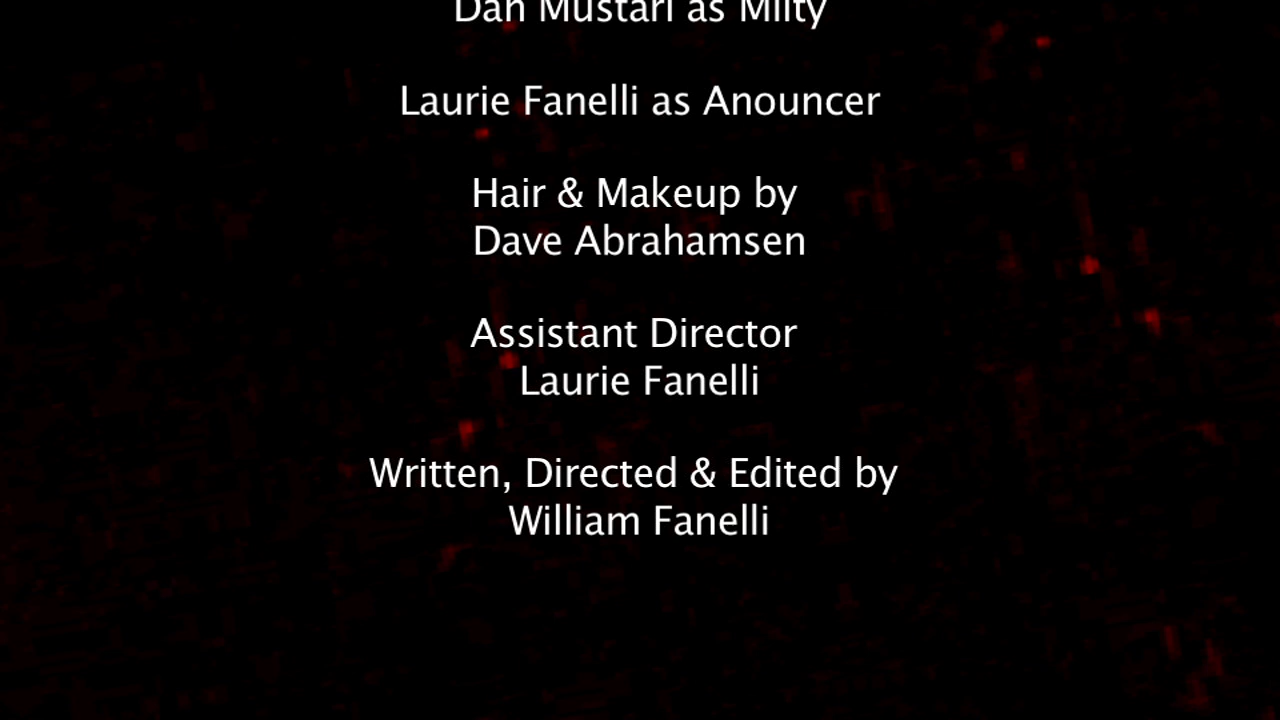 Dan Mustari as Milty
Laurie Fanelli as Anouncer
Hair & Makeup by
Dave Abrahamsen
Assistant Director
Laurie Fanelli
Written, Directed & Edited by
William Fanelli